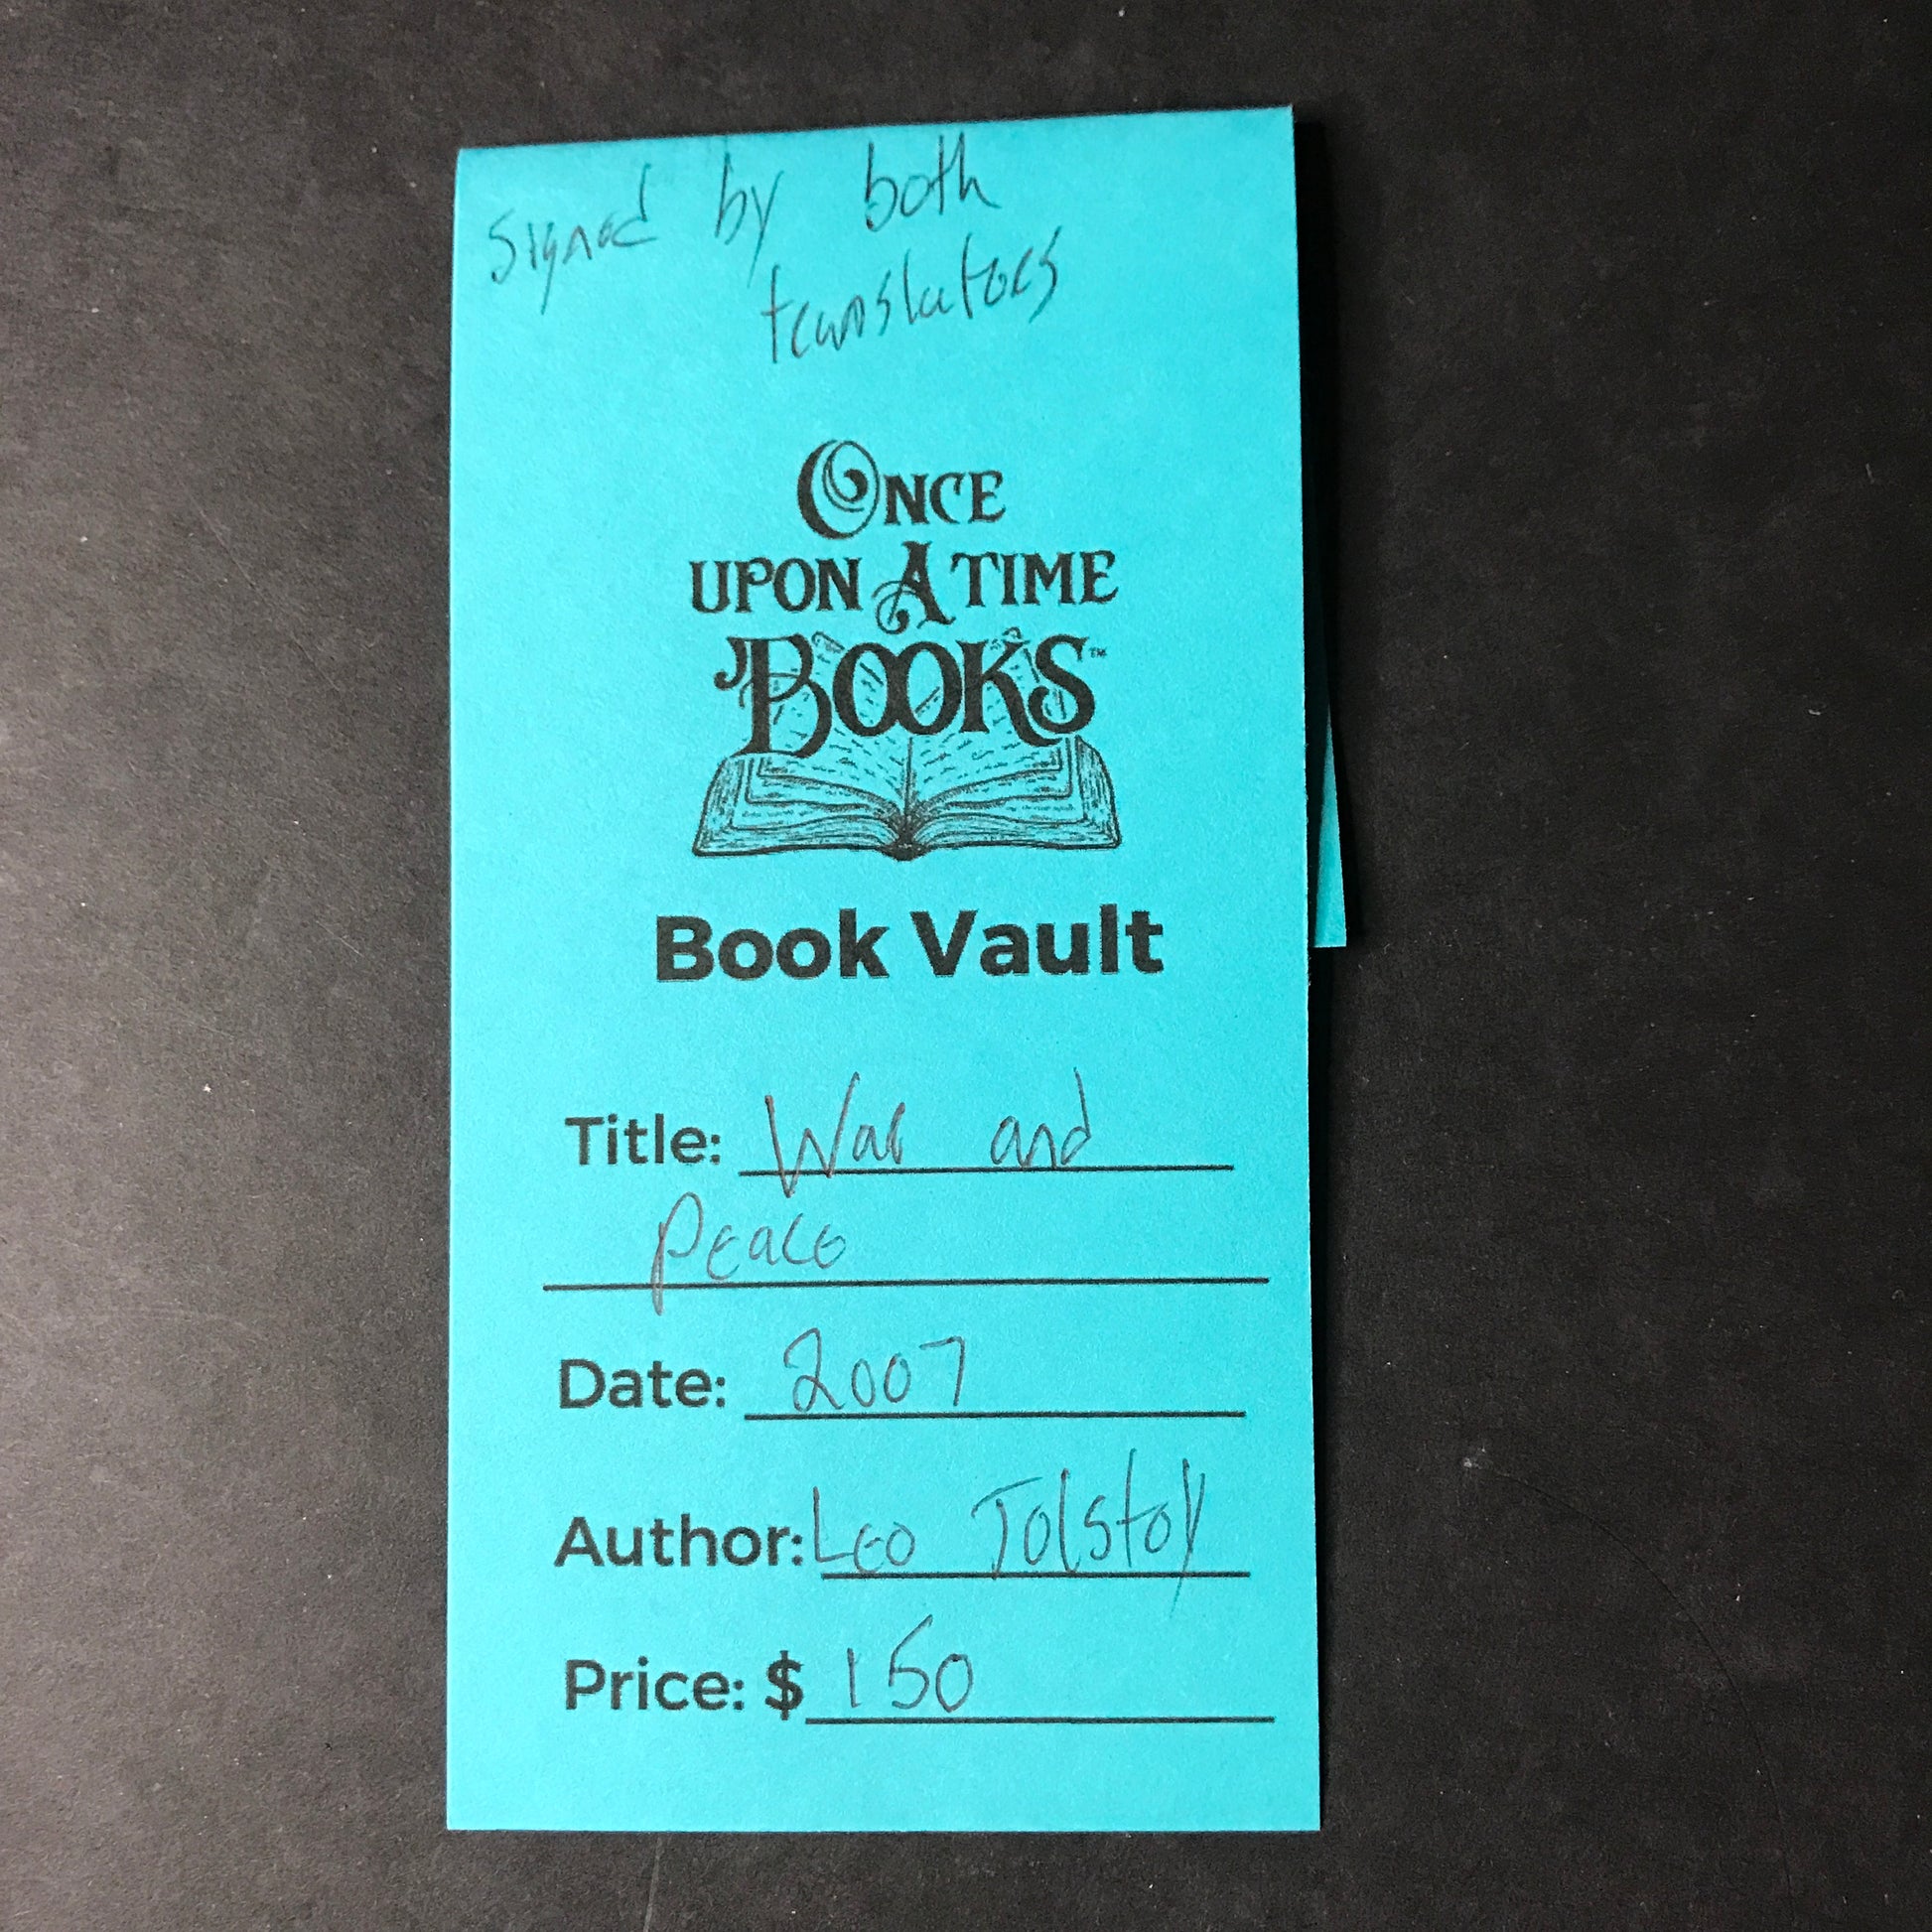 Signed by both
translators
ONCE
UPON A TIME
BOOKS™
Book Vault
Title: War and
Peace
Date: 2007
Author: Leo Tolstoy
Price: $ 150